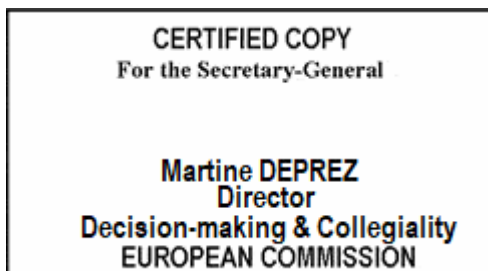 CERTIFIED COPY
For the Secretary-General
Martine DEPREZ
Director
Decision-making & Collegiality
EUROPEAN COMMISSION